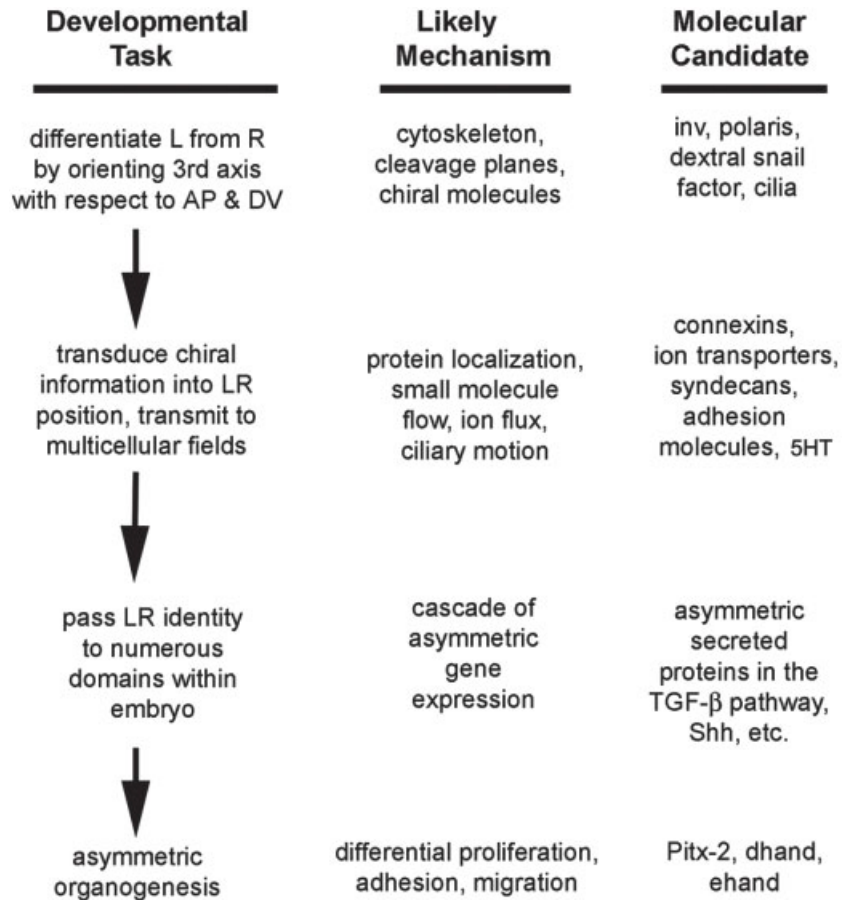 Developmental
Task
Likely
Mechanism
Molecular
Candidate
differentiate L from R
by orienting 3rd axis
with respect to AP & DV
cytoskeleton,
cleavage planes,
chiral molecules
inv, polaris,
dextral snail
factor, cilia
transduce chiral
information into LR
position, transmit to
multicellular fields
protein localization,
small molecule
flow, ion flux,
ciliary motion
connexins,
ion transporters,
syndecans,
adhesion
molecules, 5HT
pass LR identity
to numerous
domains within
embryo
cascade of
asymmetric
gene
expression
asymmetric
secreted
proteins in the
TGF-β pathway,
Shh, etc.
asymmetric
organogenesis
differential proliferation,
adhesion, migration
Pitx-2, dhand,
ehand